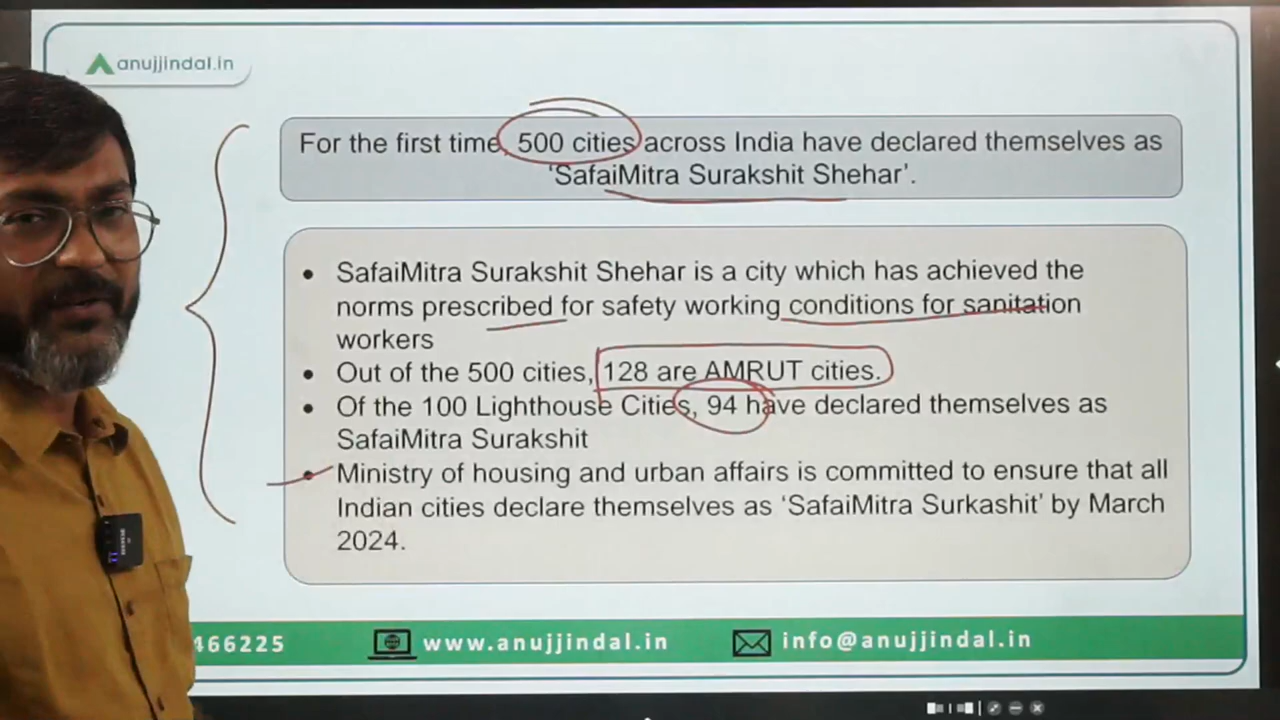 anujjindal.in
For the first time, 500 cities across India have declared themselves as
‘SafaiMitra Surakshit Shehar’.
• SafaiMitra Surakshit Shehar is a city which has achieved the
norms prescribed for safety working conditions for sanitation
workers
• Out of the 500 cities, 128 are AMRUT cities.
• Of the 100 Lighthouse Cities, 94 have declared themselves as
SafaiMitra Surakshit
• Ministry of housing and urban affairs is committed to ensure that all
Indian cities declare themselves as ‘SafaiMitra Surkashit’ by March
2024.
466225 www.anujjindal.in info@anujjindal.in